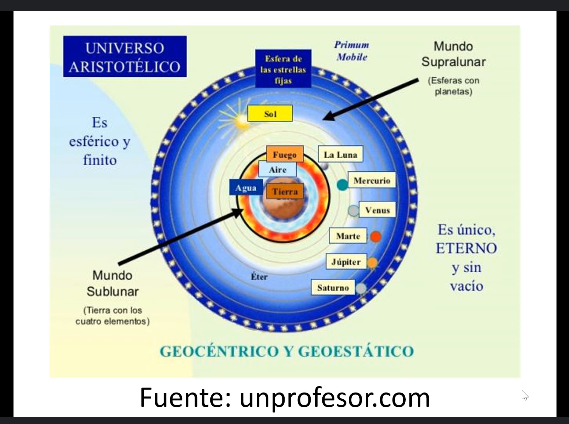 UNIVERSO
ARISTOTÉLICO
Primum
Mobile
Esfera de
las estrellas
fijas
Mundo
Supralunar
(Esferas con
planetas)
Es
esférico y
finito
Sol
Fuego
La Luna
Aire
Mercurio
Agua
Tierra
Venus
Marte
Júpiter
Saturno
Éter
Es único,
ETERNO
y sin
vacío
Mundo
Sublunar
(Tierra con los
cuatro elementos)
GEOCÉNTRICO Y GEOESTÁTICO
Fuente: unprofesor.com